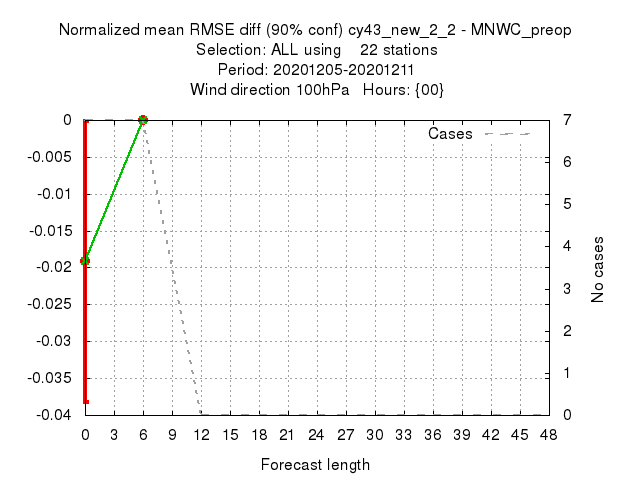 Normalized mean RMSE diff (90% conf) cy43_new_2_2 - MNWC_preop
Selection: ALL using    22 stations
Period: 20201205-20201211
Wind direction 100hPa   Hours: {00}
Cases
0
-0.005
-0.01
-0.015
-0.02
-0.025
-0.03
-0.035
-0.04
7
6
5
4
3
2
1
0
No cases
0 3 6 9 12 15 18 21 24 27 30 33 36 39 42 45 48
Forecast length